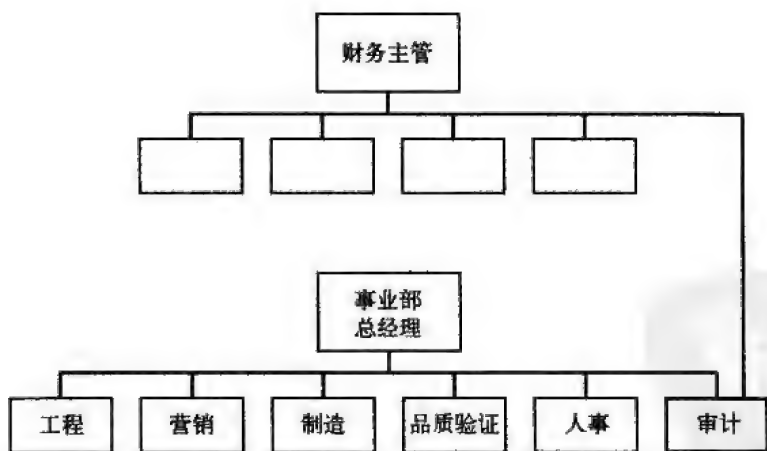 财务主管
事业部
总经理
工程
营销
制造
品质验证
人事
审计